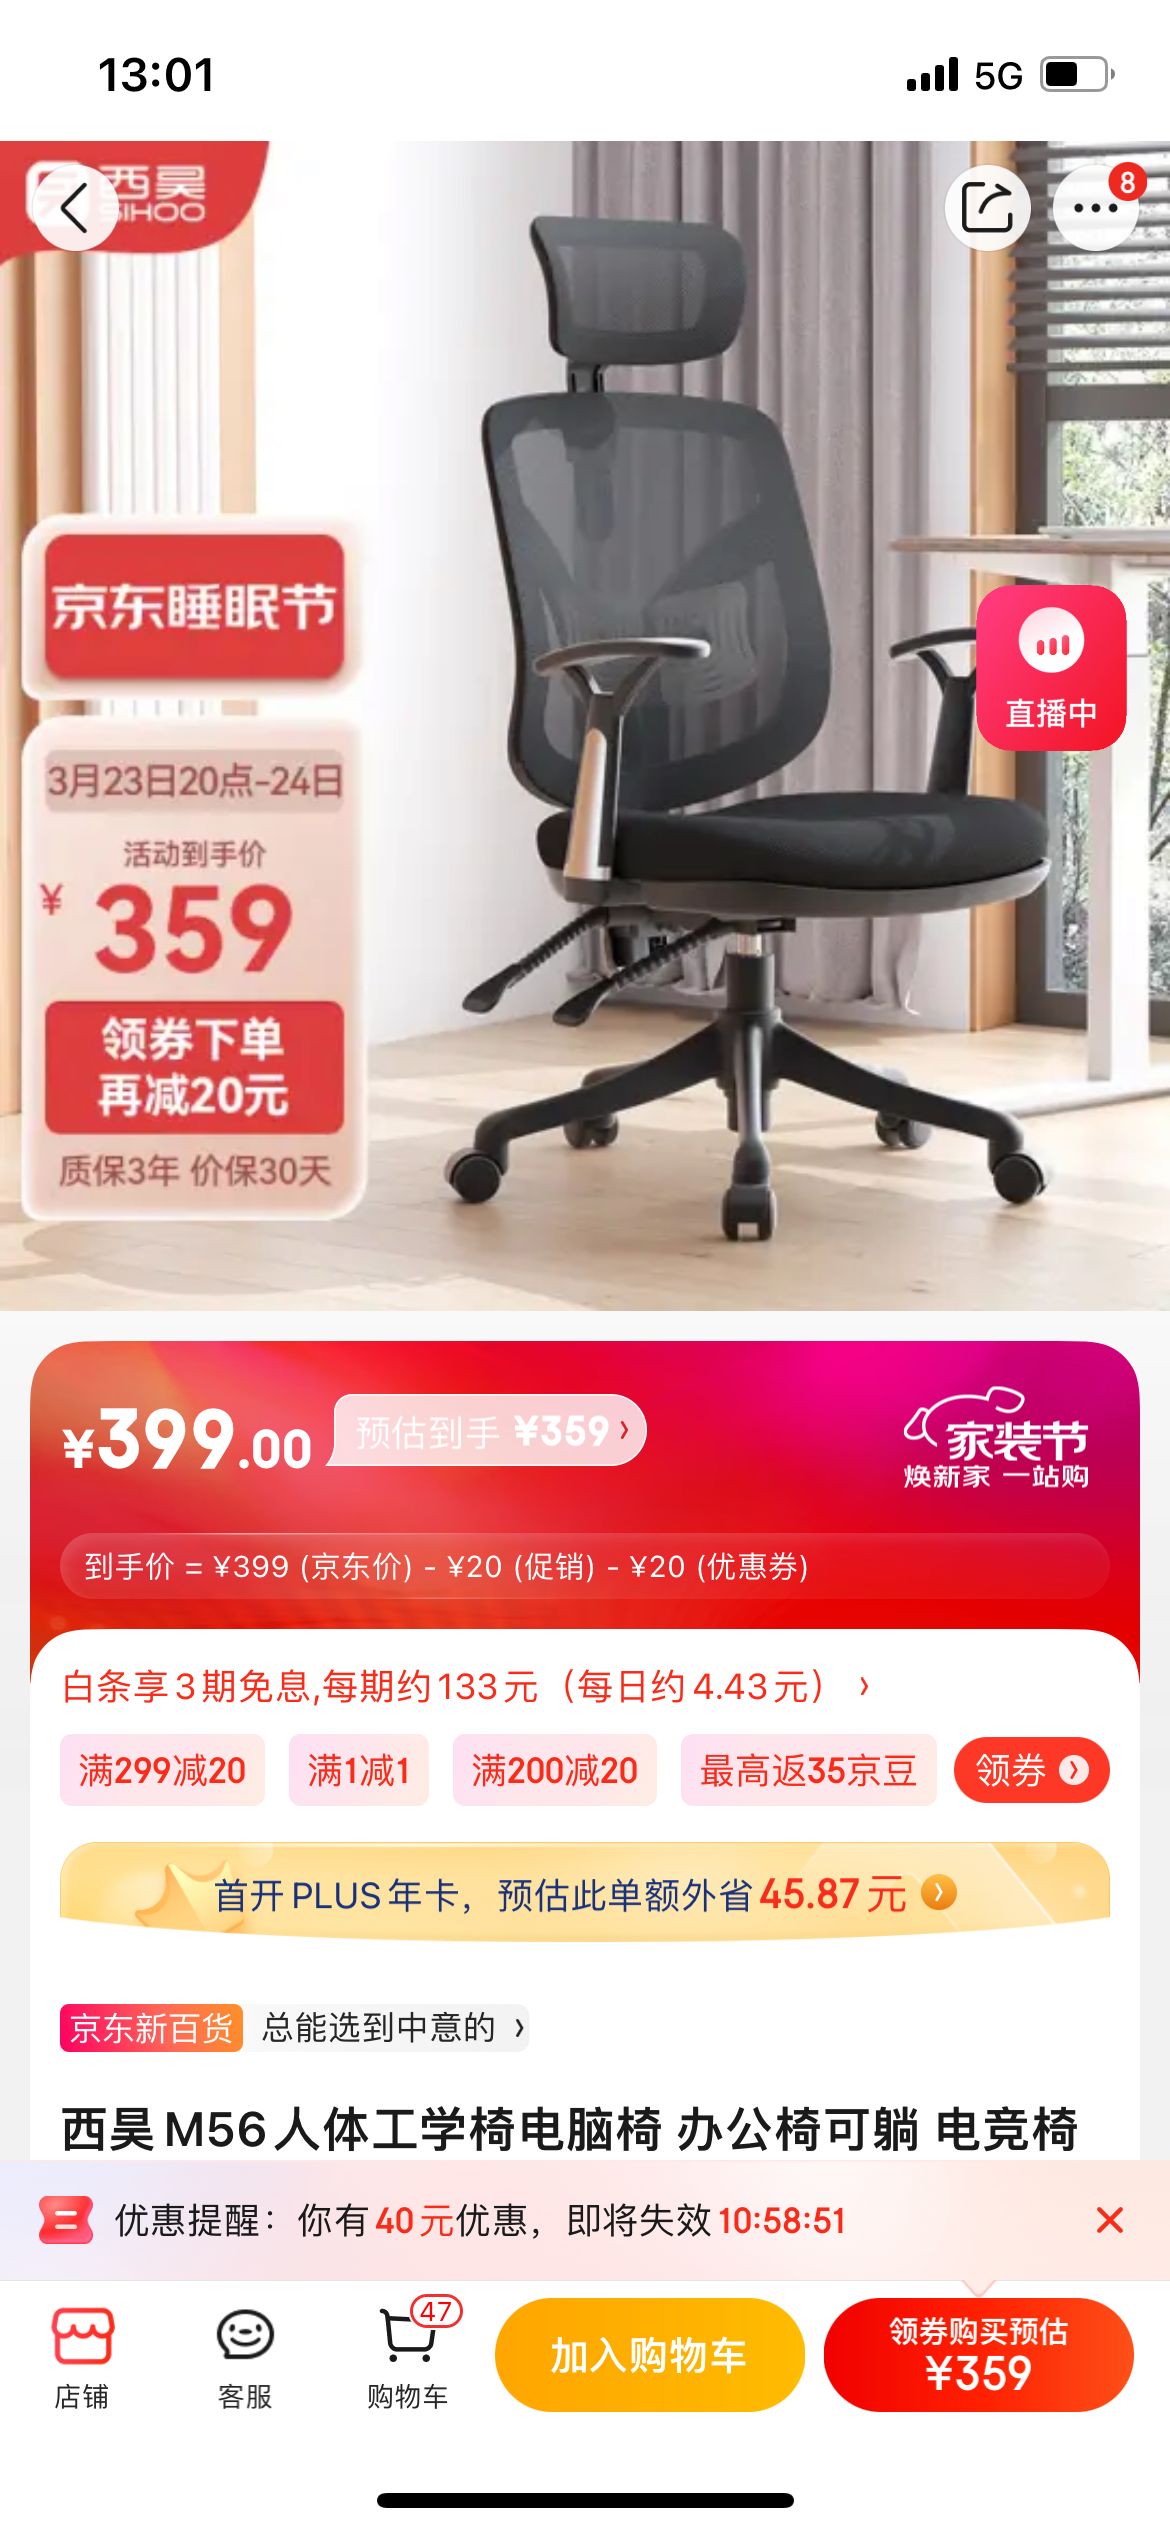 13:01
5G
西昊
SIHOO
8
京东睡眠节
直播中
3月23日20点-24日
活动到手价
¥359
领券下单
再减20元
质保3年 价保30天
¥399.00
预估到手 ¥359 ›
家装节
焕新家 一站购
到手价 = ¥399 (京东价) - ¥20 (促销) - ¥20 (优惠券)
白条享3期免息,每期约133元（每日约4.43元） ›
满299减20
满1减1
满200减20
最高返35京豆
领券 ›
首开PLUS年卡，预估此单额外省45.87元 ›
京东新百货 总能选到中意的 ›
西昊M56人体工学椅电脑椅 办公椅可躺 电竞椅
优惠提醒：你有40元优惠，即将失效10:58:51
店铺
客服
47
购物车
加入购物车
领券购买预估
¥359